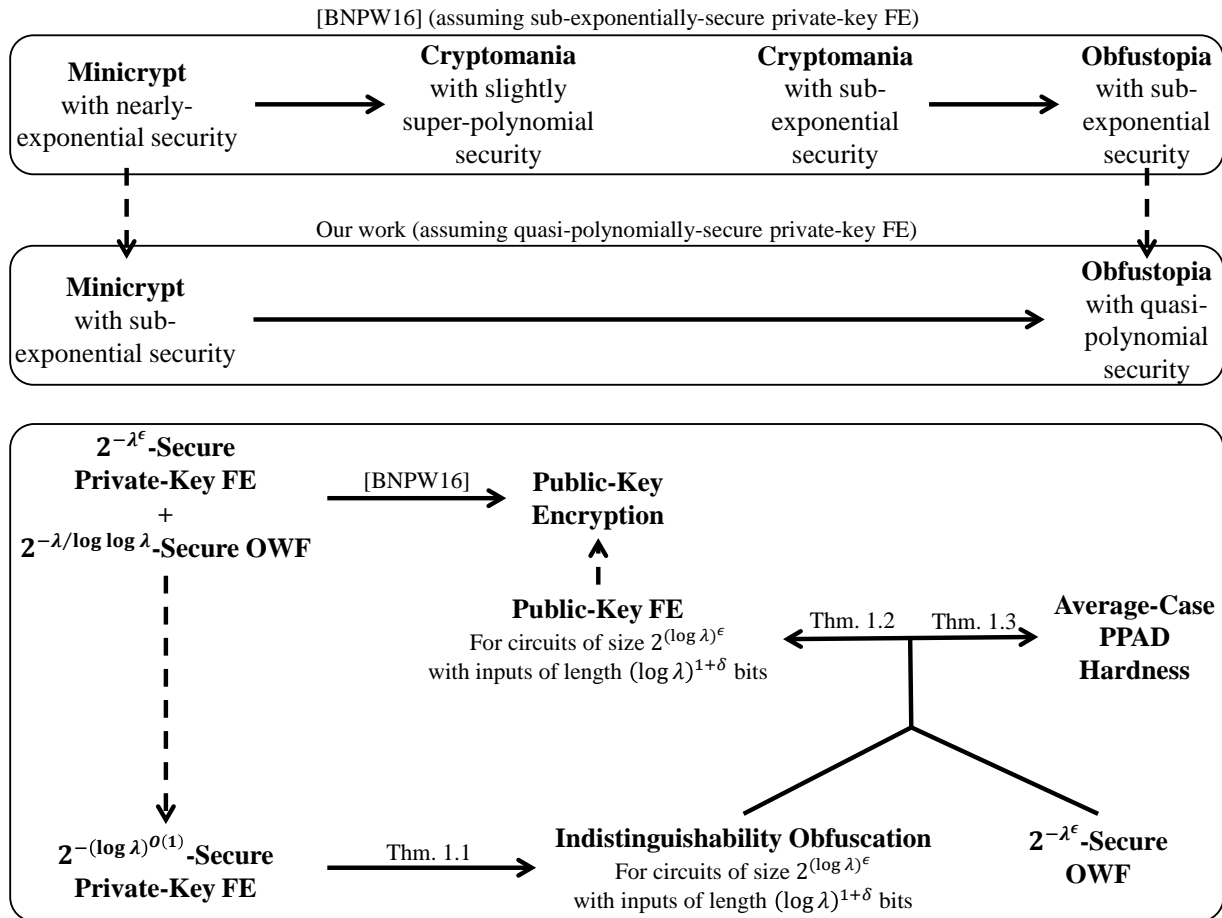 [BNPW16] (assuming sub-exponentially-secure private-key FE)
Minicrypt
with nearly-
exponential security
Cryptomania
with slightly
super-polynomial
security
Cryptomania
with sub-
exponential
security
Obfustopia
with sub-
exponential
security
Our work (assuming quasi-polynomially-secure private-key FE)
Minicrypt
with sub-
exponential security
Obfustopia
with quasi-
polynomial
security
2^{-λ^ϵ}-Secure
Private-Key FE
+
2^{-λ/log log λ}-Secure OWF
[BNPW16]
Public-Key
Encryption
Public-Key FE
For circuits of size 2^{(log λ)^ϵ}
with inputs of length (log λ)^{1+δ} bits
Thm. 1.2
Thm. 1.3
Average-Case
PPAD
Hardness
2^{-(log λ)^{O(1)}}-Secure
Private-Key FE
Thm. 1.1
Indistinguishability Obfuscation
For circuits of size 2^{(log λ)^ϵ}
with inputs of length (log λ)^{1+δ} bits
2^{-λ^ϵ}-Secure
OWF